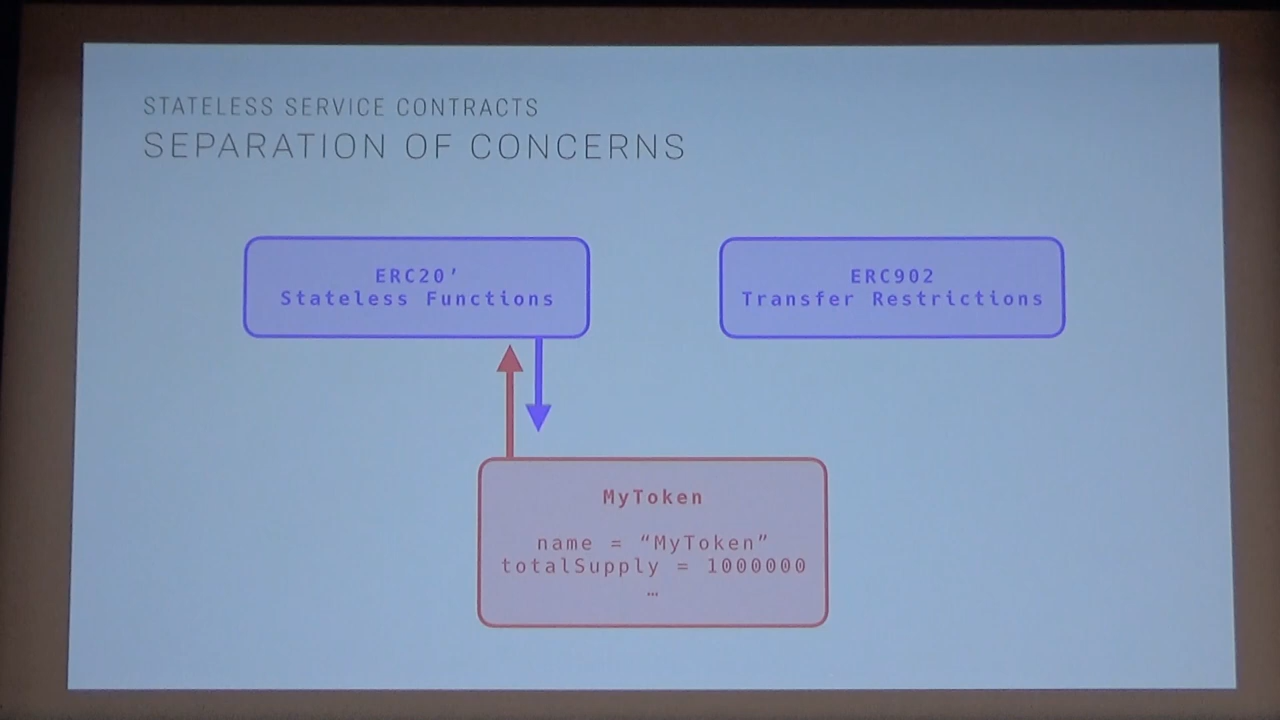 STATELESS SERVICE CONTRACTS
SEPARATION OF CONCERNS
ERC20’
Stateless Functions
ERC902
Transfer Restrictions
MyToken
name = “MyToken”
totalSupply = 1000000
…